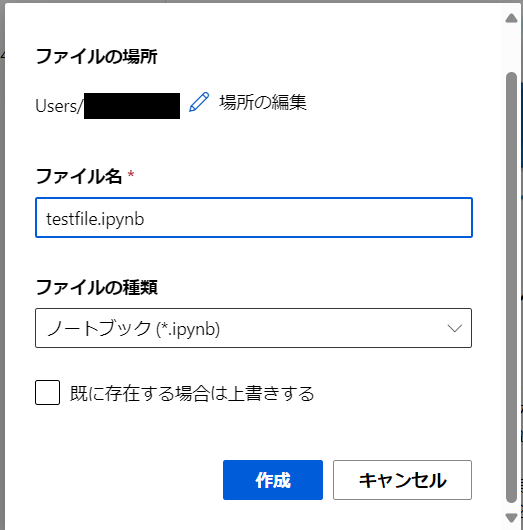 ファイルの場所
Users/ 場所の編集
ファイル名 *
testfile.ipynb
ファイルの種類
ノートブック (*.ipynb)
既に存在する場合は上書きする
作成 キャンセル